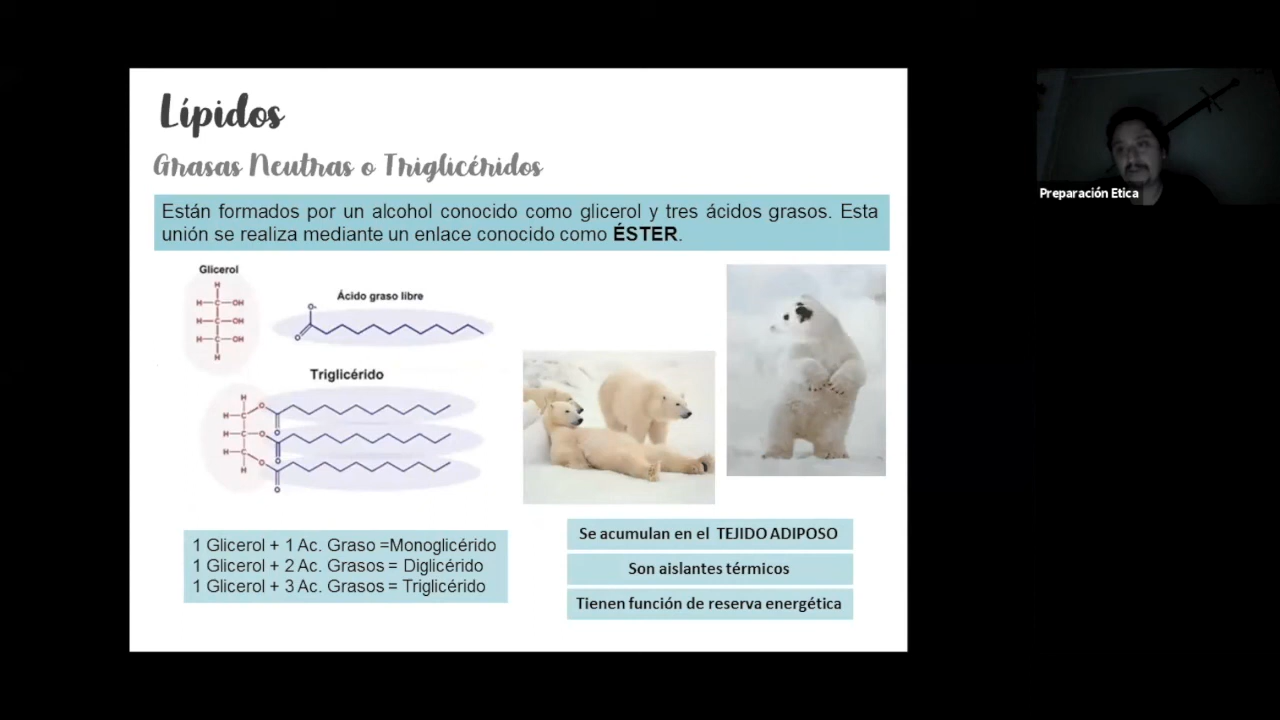 Lípidos
Grasas Neutras o Triglicéridos
Están formados por un alcohol conocido como glicerol y tres ácidos grasos. Esta
unión se realiza mediante un enlace conocido como ÉSTER.
Glicerol
H
H C OH
H C OH
H C OH
H
Ácido graso libre
O-
O
Triglicérido
H
H C O
O
H C O
O
H C O
H
O
1 Glicerol + 1 Ac. Graso =Monoglicérido
1 Glicerol + 2 Ac. Grasos = Diglicérido
1 Glicerol + 3 Ac. Grasos = Triglicérido
Se acumulan en el TEJIDO ADIPOSO
Son aislantes térmicos
Tienen función de reserva energética
Preparación Etica